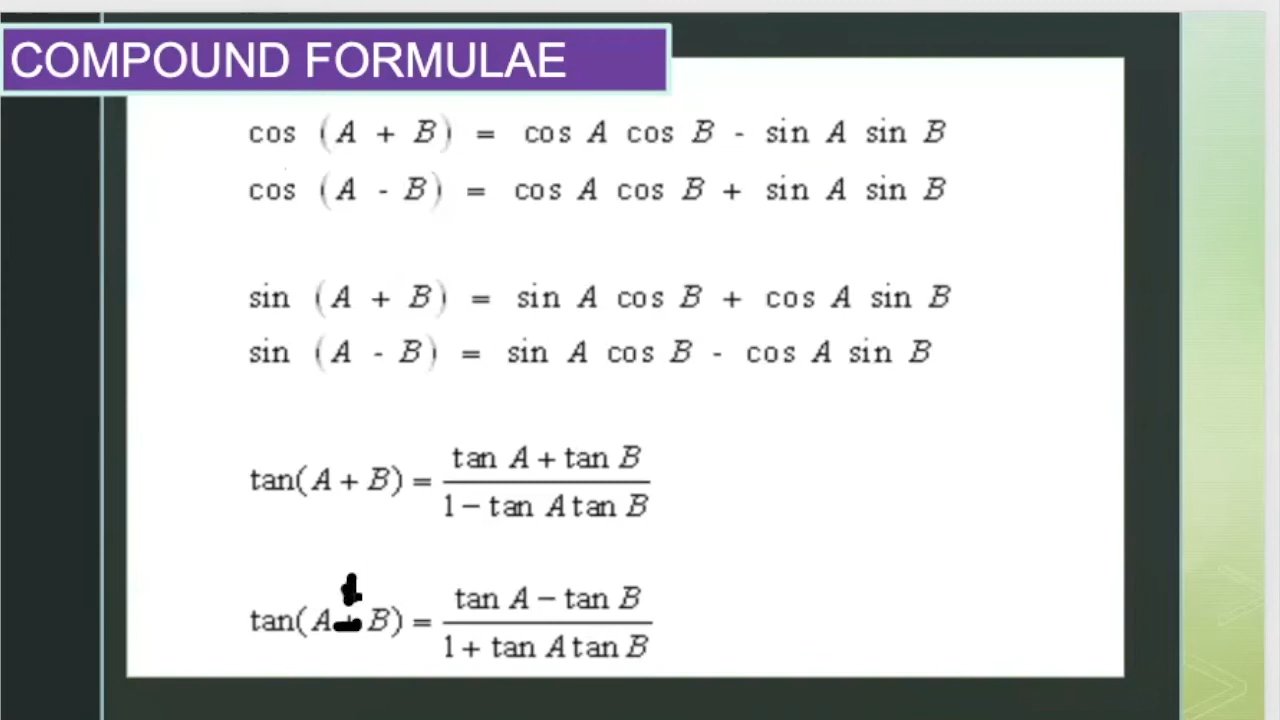 COMPOUND FORMULAE
cos (A + B) = cos A cos B - sin A sin B
cos (A - B) = cos A cos B + sin A sin B
sin (A + B) = sin A cos B + cos A sin B
sin (A - B) = sin A cos B - cos A sin B
tan(A + B) = 
tan A + tan B
1 − tan A tan B
tan(A - B) = 
tan A − tan B
1 + tan A tan B